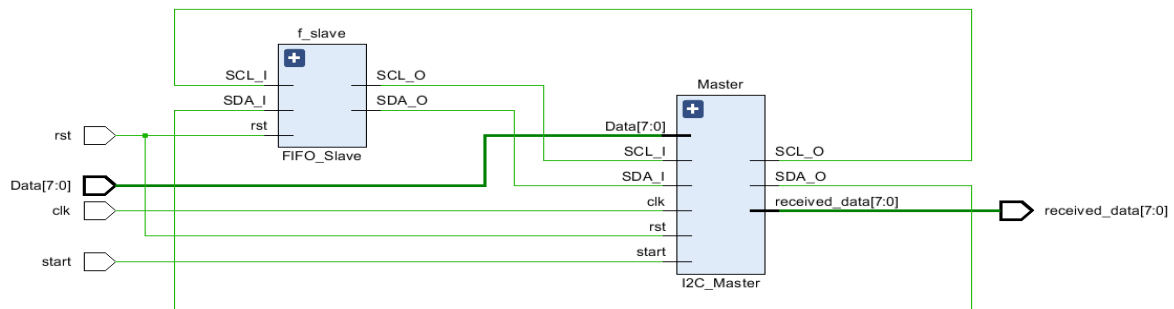 f_slave
SCL_I
SCL_O
SDA_I
SDA_O
rst
FIFO_Slave
rst
Data[7:0]
clk
start
Master
Data[7:0]
SCL_I
SCL_O
SDA_I
SDA_O
clk
received_data[7:0]
rst
start
I2C_Master
received_data[7:0]